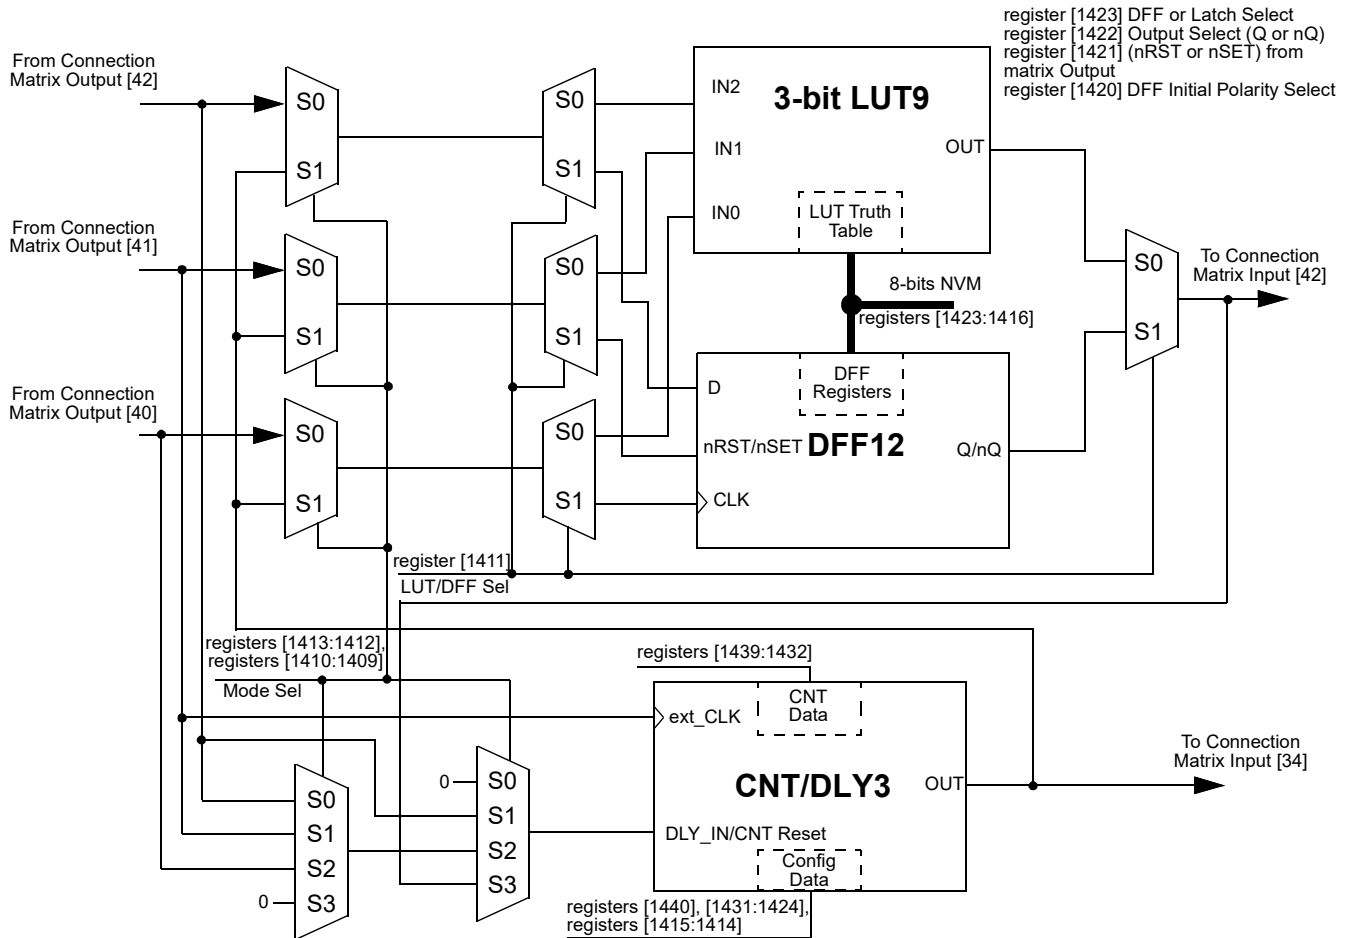 register [1423] DFF or Latch Select
register [1422] Output Select (Q or nQ)
register [1421] (nRST or nSET) from
matrix Output
register [1420] DFF Initial Polarity Select
From Connection
Matrix Output [42]
S0
S1
S0
S1
IN2
3-bit LUT9
IN1
OUT
IN0
LUT Truth
Table
From Connection
Matrix Output [41]
S0
S1
S0
S1
8-bits NVM
registers [1423:1416]
S0
S1
To Connection
Matrix Input [42]
From Connection
Matrix Output [40]
S0
S1
S0
S1
D
DFF
Registers
nRST/nSET
DFF12
Q/nQ
CLK
register [1411]
LUT/DFF Sel
registers [1413:1412],
registers [1410:1409]
Mode Sel
registers [1439:1432]
ext_CLK
CNT
Data
CNT/DLY3
OUT
To Connection
Matrix Input [34]
DLY_IN/CNT Reset
Config
Data
0
S0
S1
S2
S3
S0
S1
S2
0
S3
registers [1440], [1431:1424],
registers [1415:1414]